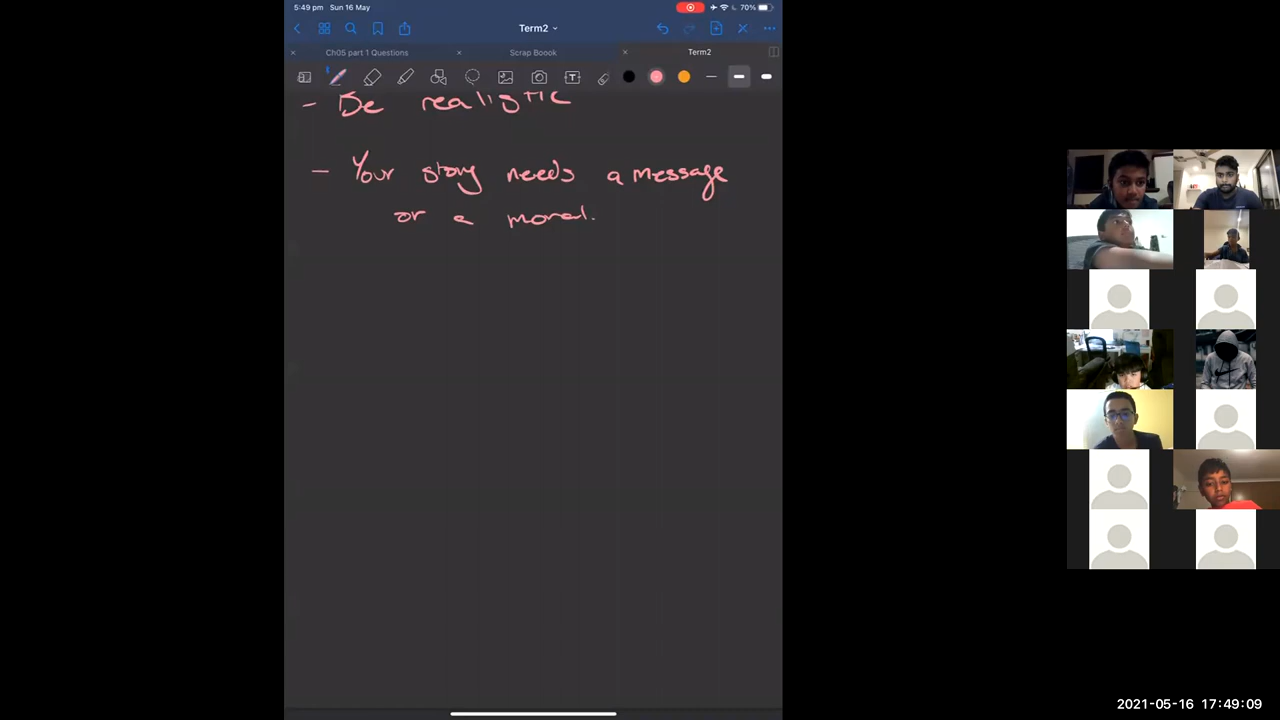 5:49 pm Sun 16 May 70%
Term2
Ch05 part 1 Questions Scrap Boook Term2
- Be realistic
- Your story needs a message
or a moral.
2021-05-16 17:49:09